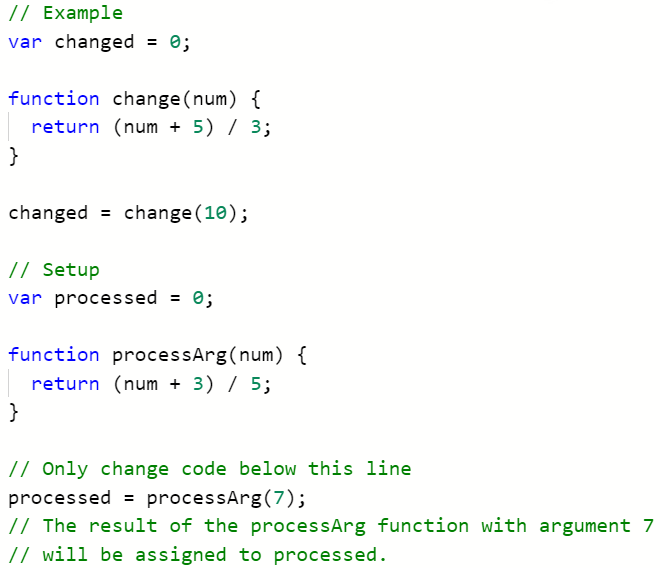 // Example
var changed = 0;

function change(num) {
  return (num + 5) / 3;
}

changed = change(10);

// Setup
var processed = 0;

function processArg(num) {
  return (num + 3) / 5;
}

// Only change code below this line
processed = processArg(7);
// The result of the processArg function with argument 7
// will be assigned to processed.